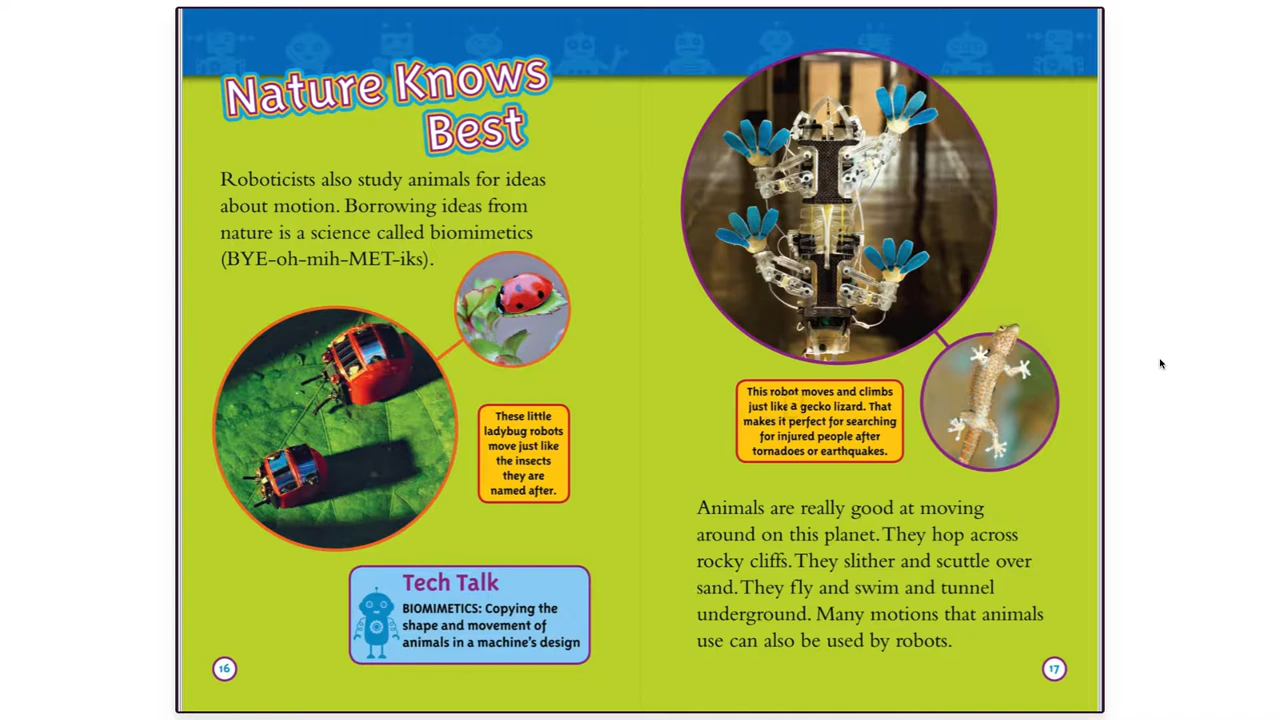 Nature Knows
Best
Roboticists also study animals for ideas
about motion. Borrowing ideas from
nature is a science called biomimetics
(BYE-oh-mih-MET-iks).
These little
ladybug robots
move just like
the insects
they are
named after.
Tech Talk
BIOMIMETICS: Copying the
shape and movement of
animals in a machine's design
16
This robot moves and climbs
just like a gecko lizard. That
makes it perfect for searching
for injured people after
tornadoes or earthquakes.
Animals are really good at moving
around on this planet. They hop across
rocky cliffs. They slither and scuttle over
sand. They fly and swim and tunnel
underground. Many motions that animals
use can also be used by robots.
17